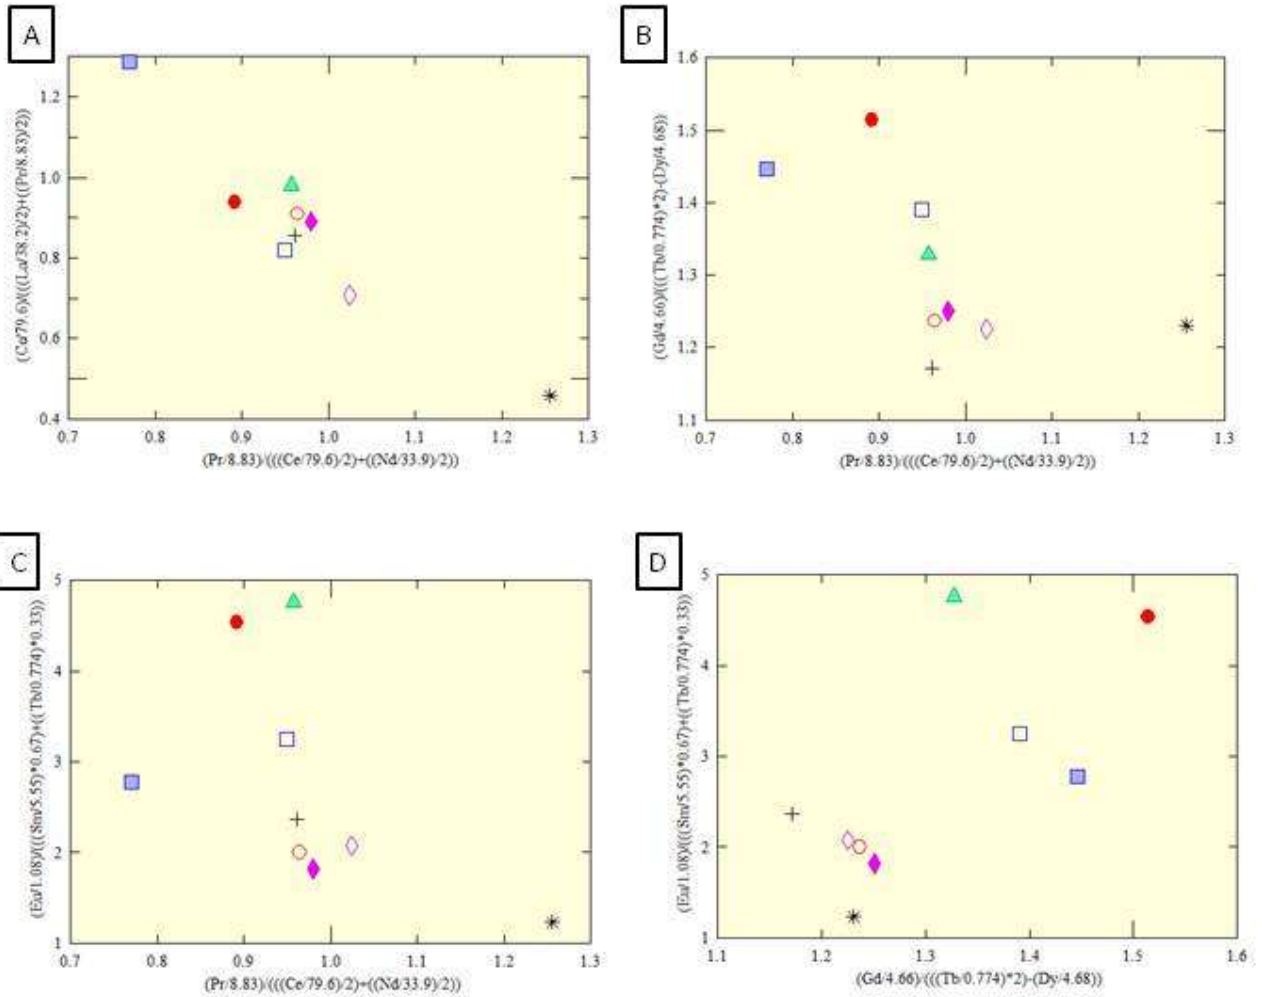 A
(Ce/79.6)/(((La/38.2)/2)+((Pr/8.83)/2))
1.2
1.0
0.8
0.6
0.4
0.7 0.8 0.9 1.0 1.1 1.2 1.3
(Pr/8.83)/(((Ce/79.6)/2)+((Nd/33.9)/2))
B
(Gd/4.66)/(((Tb/0.774)*2)-(Dy/4.68))
1.6
1.5
1.4
1.3
1.2
1.1
0.7 0.8 0.9 1.0 1.1 1.2 1.3
(Pr/8.83)/(((Ce/79.6)/2)+((Nd/33.9)/2))
C
(Eu/1.08)/(((Sm/5.55)*0.67)+((Tb/0.774)*0.33))
5
4
3
2
1
0.7 0.8 0.9 1.0 1.1 1.2 1.3
(Pr/8.83)/(((Ce/79.6)/2)+((Nd/33.9)/2))
D
(Eu/1.08)/(((Sm/5.55)*0.67)+((Tb/0.774)*0.33))
5
4
3
2
1
1.1 1.2 1.3 1.4 1.5 1.6
(Gd/4.66)/(((Tb/0.774)*2)-(Dy/4.68))